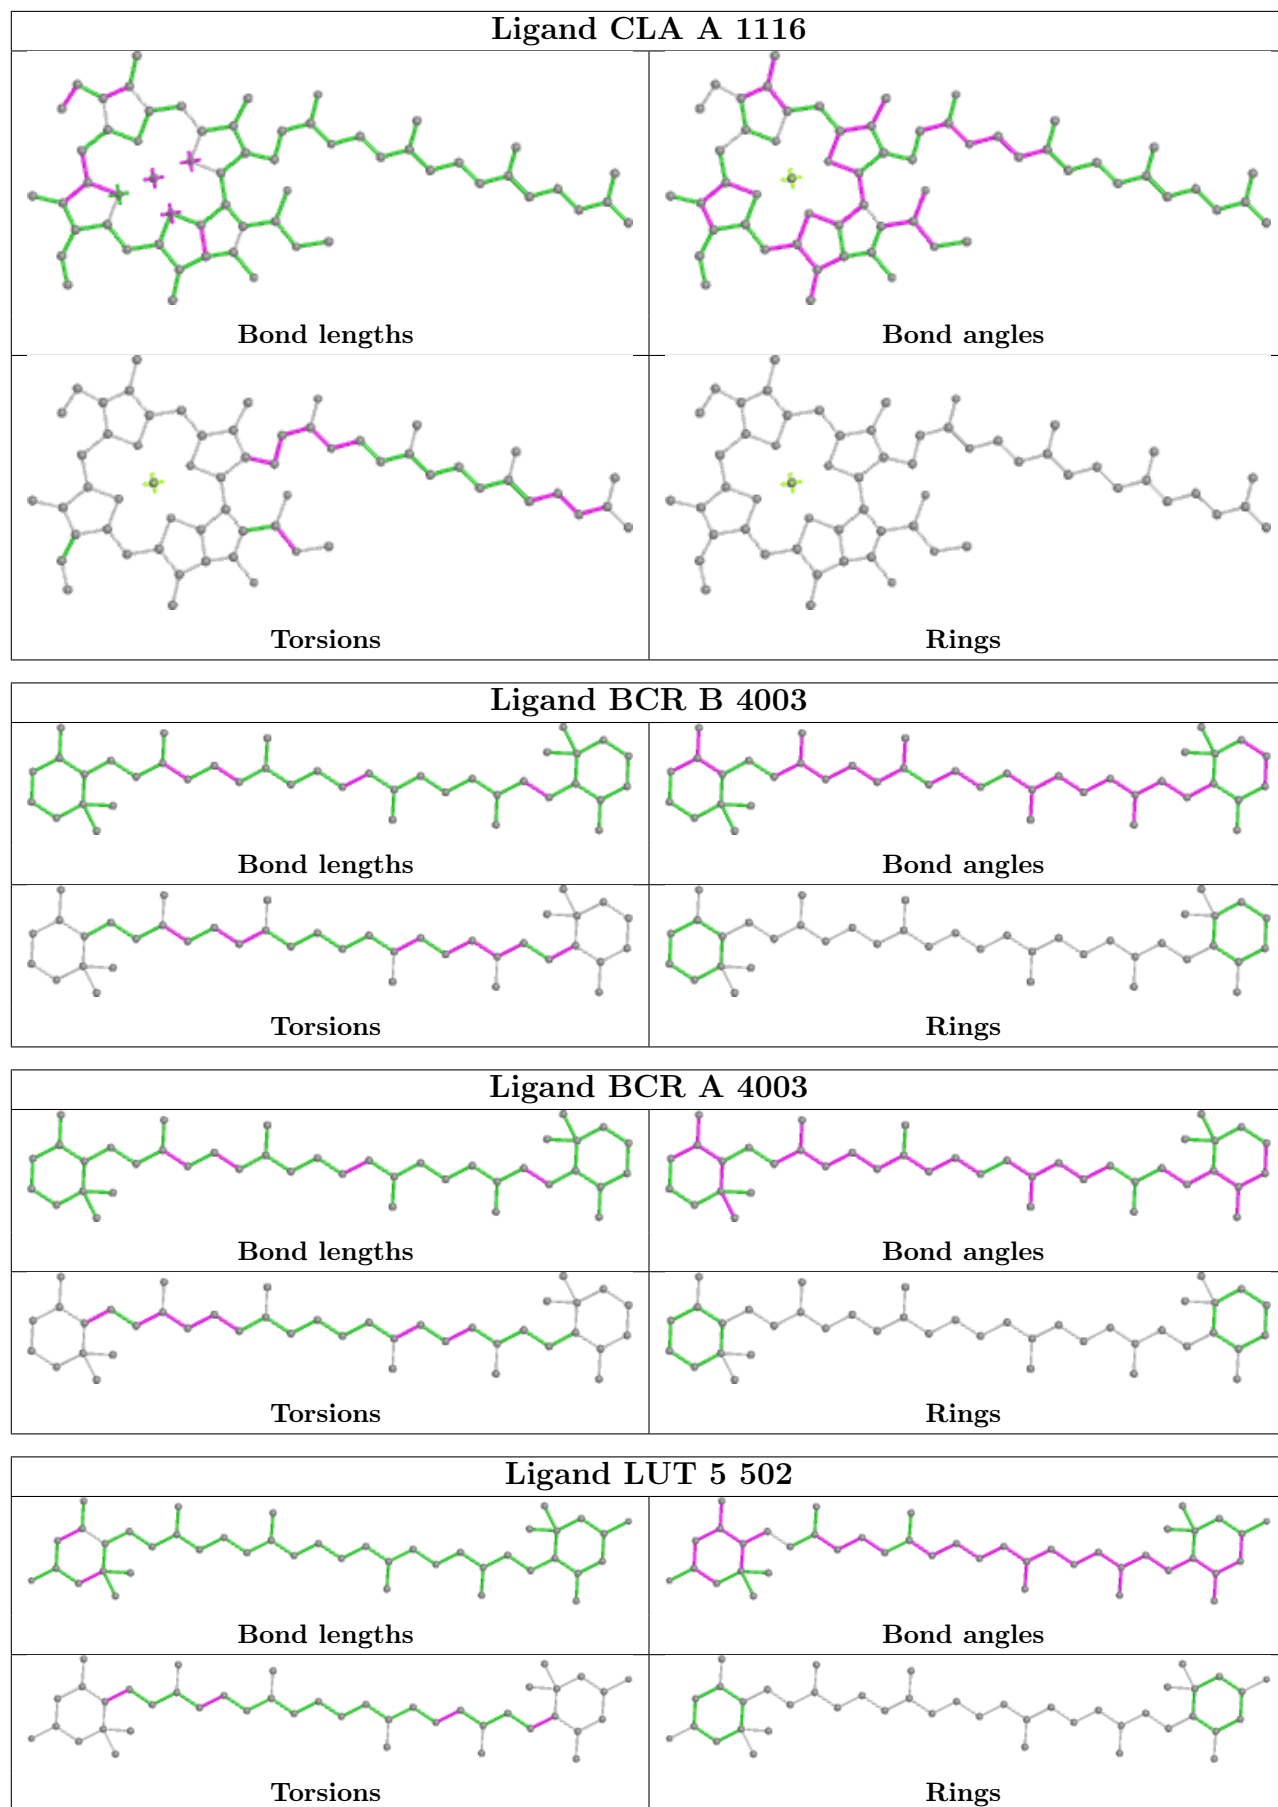 Ligand CLA A 1116
Bond lengths
Bond angles
Torsions
Rings
Ligand BCR B 4003
Bond lengths
Bond angles
Torsions
Rings
Ligand BCR A 4003
Bond lengths
Bond angles
Torsions
Rings
Ligand LUT 5 502
Bond lengths
Bond angles
Torsions
Rings